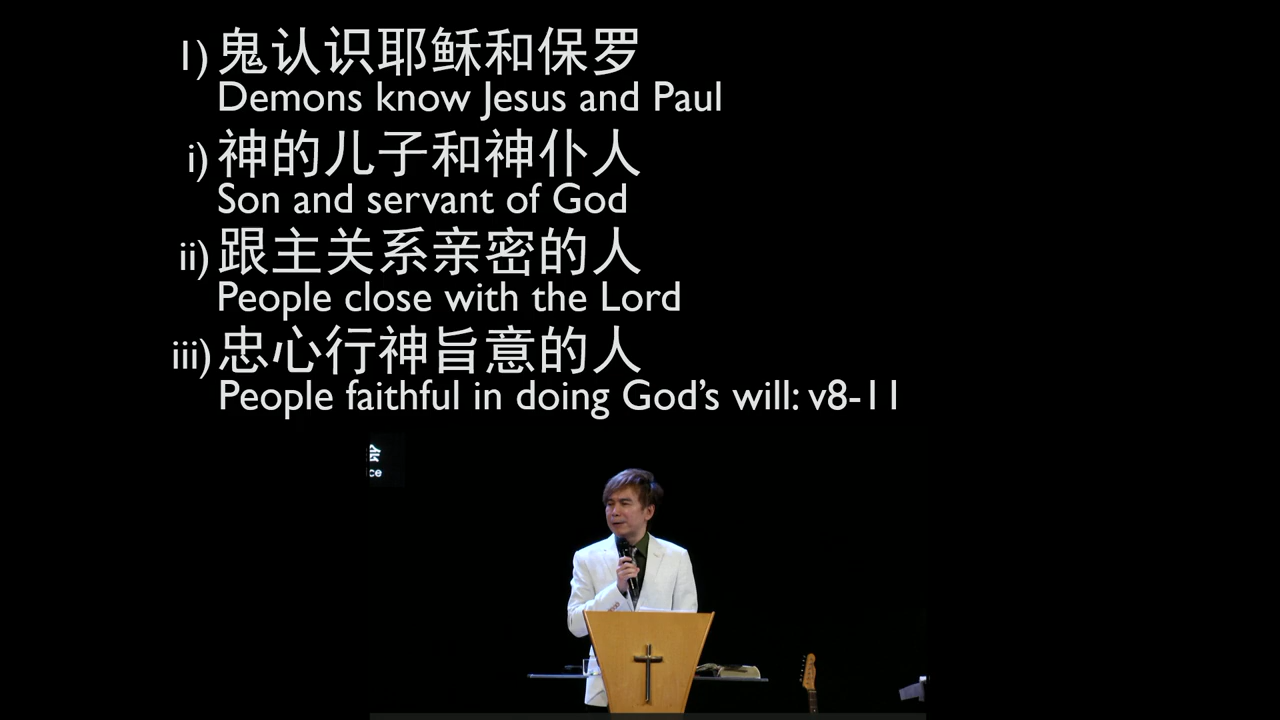 1) 鬼认识耶稣和保罗
Demons know Jesus and Paul
i) 神的儿子和神仆人
Son and servant of God
ii) 跟主关系亲密的人
People close with the Lord
iii) 忠心行神旨意的人
People faithful in doing God’s will: v8-11
ce